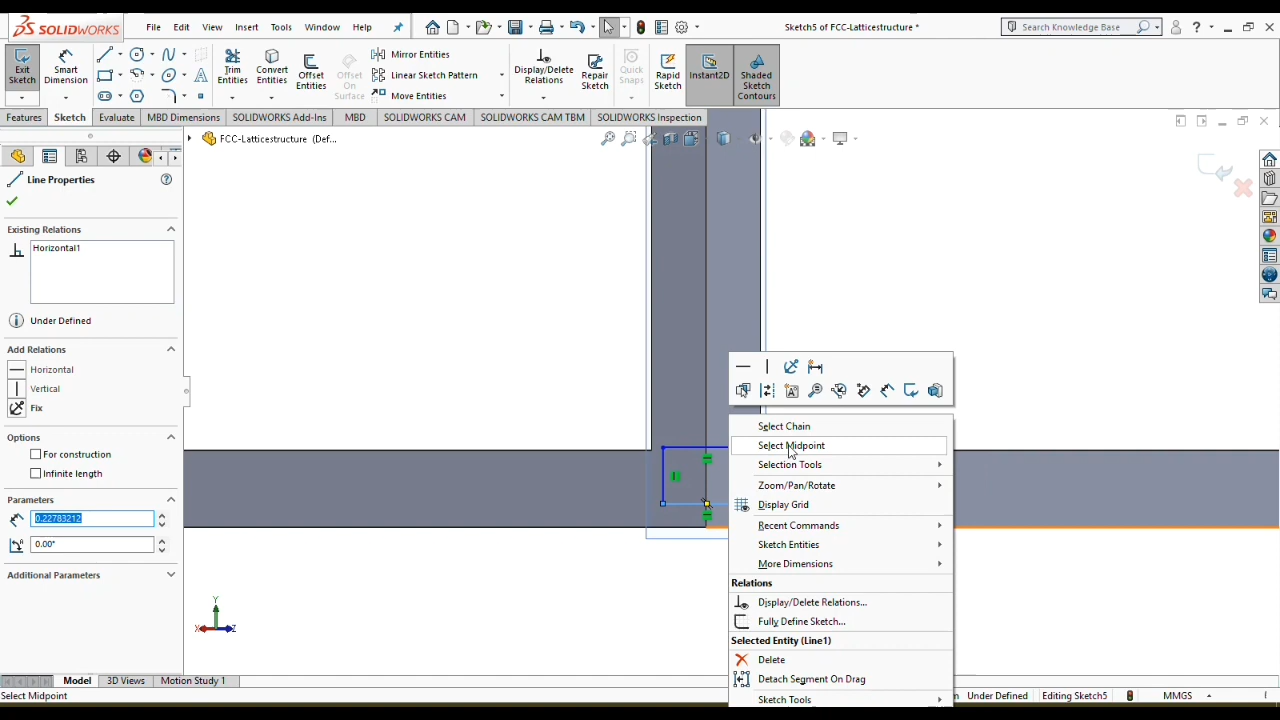 SOLIDWORKS File Edit View Insert Tools Window Help Sketch5 of FCC-Latticestructure * Search Knowledge Base ?
Exit Sketch Smart Dimension Trim Entities Convert Entities Offset Entities Offset On Surface Mirror Entities Linear Sketch Pattern Move Entities Display/Delete Relations Repair Sketch Quick Snaps Rapid Sketch Instant2D Shaded Sketch Contours
Features Sketch Evaluate MBD Dimensions SOLIDWORKS Add-Ins MBD SOLIDWORKS CAM SOLIDWORKS CAM TBM SOLIDWORKS Inspection
FCC-Latticestructure (Def...
Line Properties ?
Existing Relations
Horizontal1
Under Defined
Add Relations
Horizontal
Vertical
Fix
Options
For construction
Infinite length
Parameters
0.22783212
0.00°
Additional Parameters
Select Chain
Select Midpoint
Selection Tools
Zoom/Pan/Rotate
Display Grid
Recent Commands
Sketch Entities
More Dimensions
Relations
Display/Delete Relations...
Fully Define Sketch...
Selected Entity (Line1)
Delete
Detach Segment On Drag
Sketch Tools
Y
X Z
Model 3D Views Motion Study 1
Select Midpoint Under Defined Editing Sketch5 MMGS